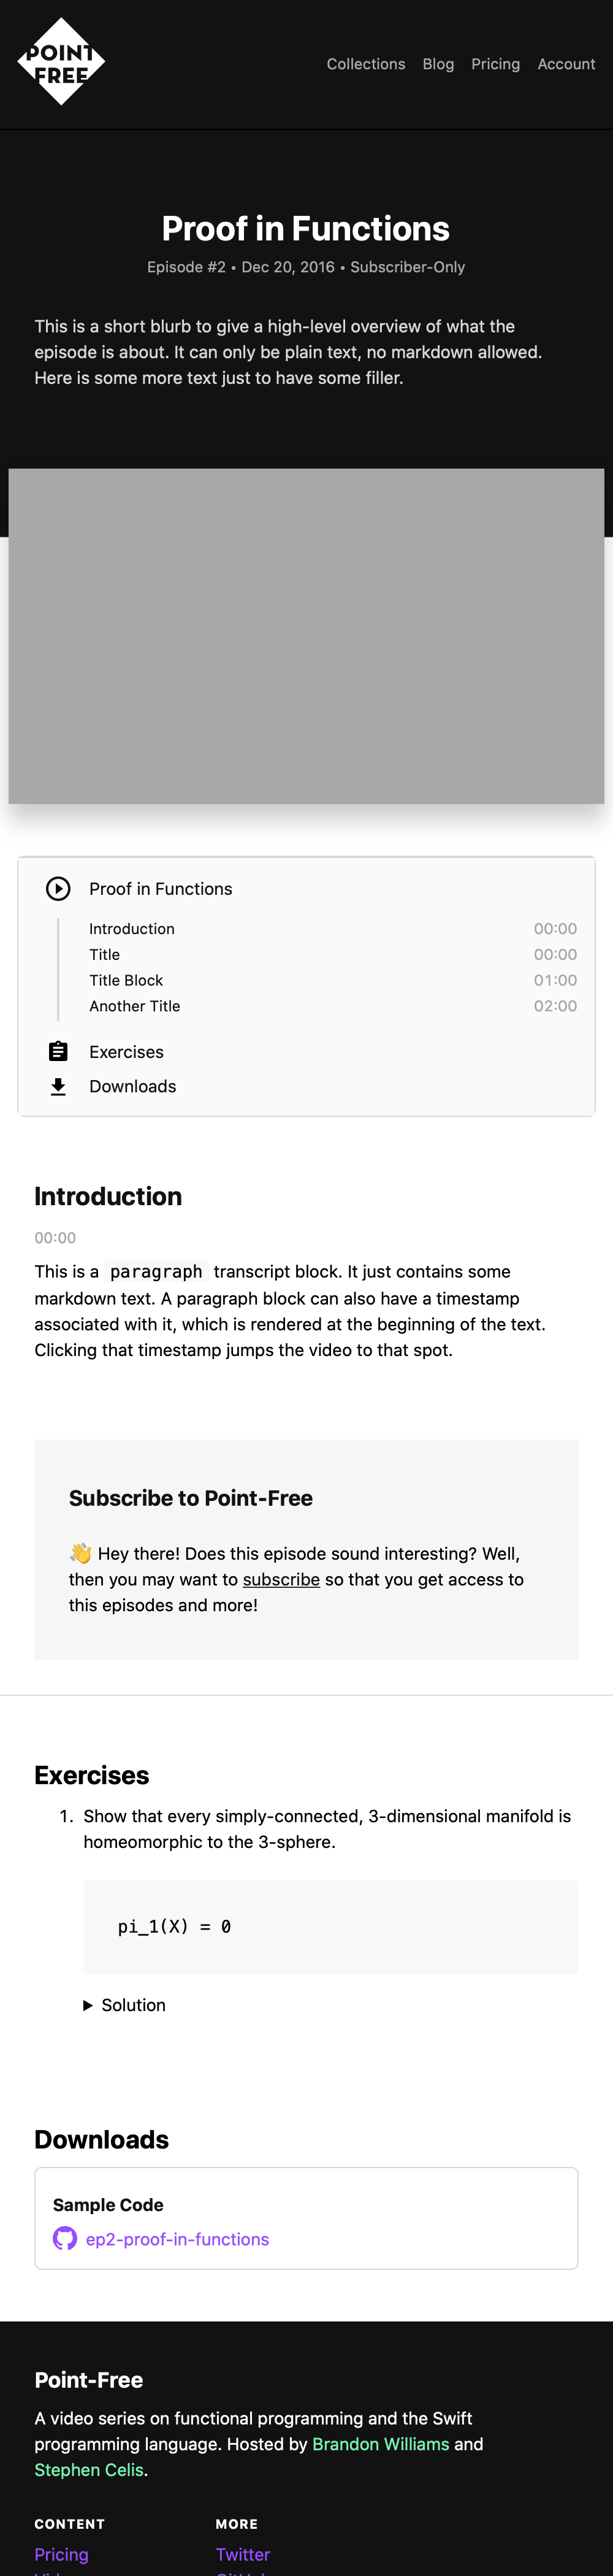 POINT
FREE
Collections Blog Pricing Account
Proof in Functions
Episode #2 • Dec 20, 2016 • Subscriber-Only
This is a short blurb to give a high-level overview of what the
episode is about. It can only be plain text, no markdown allowed.
Here is some more text just to have some filler.
Proof in Functions
Introduction 00:00
Title 00:00
Title Block 01:00
Another Title 02:00
Exercises
Downloads
Introduction
00:00
This is a paragraph transcript block. It just contains some
markdown text. A paragraph block can also have a timestamp
associated with it, which is rendered at the beginning of the text.
Clicking that timestamp jumps the video to that spot.
Subscribe to Point-Free
👋 Hey there! Does this episode sound interesting? Well,
then you may want to subscribe so that you get access to
this episodes and more!
Exercises
1. Show that every simply-connected, 3-dimensional manifold is
homeomorphic to the 3-sphere.
pi_1(X) = 0
Solution
Downloads
Sample Code
ep2-proof-in-functions
Point-Free
A video series on functional programming and the Swift
programming language. Hosted by Brandon Williams and
Stephen Celis.
CONTENT MORE
Pricing Twitter